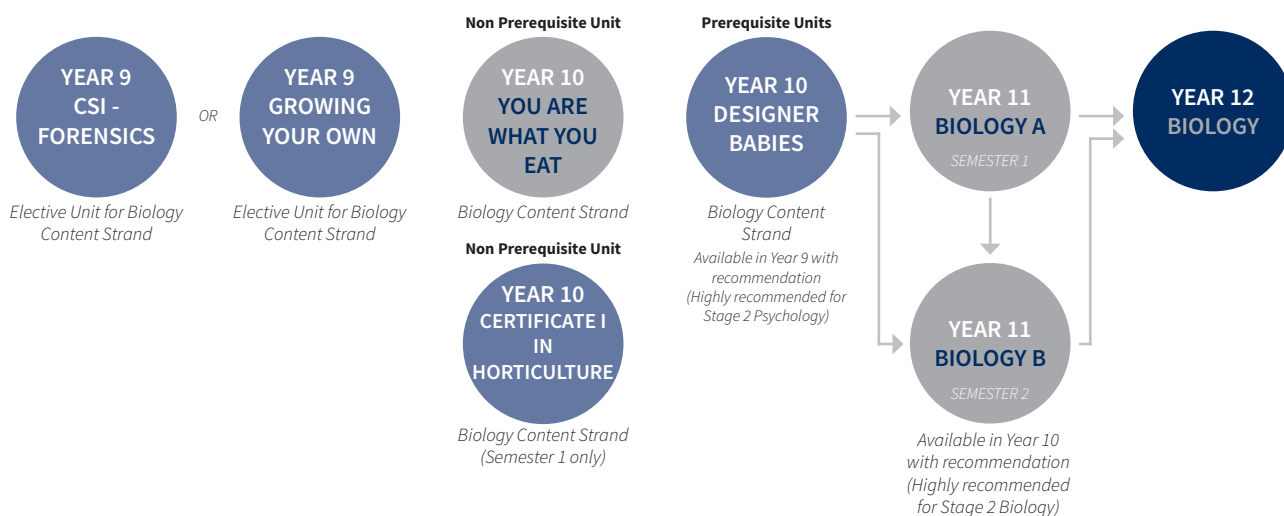 YEAR 9
CSI -
FORENSICS
Elective Unit for Biology
Content Strand
OR
YEAR 9
GROWING
YOUR OWN
Elective Unit for Biology
Content Strand
Non Prerequisite Unit
YEAR 10
YOU ARE
WHAT YOU
EAT
Biology Content Strand
Non Prerequisite Unit
YEAR 10
CERTIFICATE I
IN
HORTICULTURE
Biology Content Strand
(Semester 1 only)
Prerequisite Units
YEAR 10
DESIGNER
BABIES
Biology Content
Strand
Available in Year 9 with
recommendation
(Highly recommended for
Stage 2 Psychology)
YEAR 11
BIOLOGY A
SEMESTER 1
YEAR 11
BIOLOGY B
SEMESTER 2
Available in Year 10
with recommendation
(Highly recommended
for Stage 2 Biology)
YEAR 12
BIOLOGY